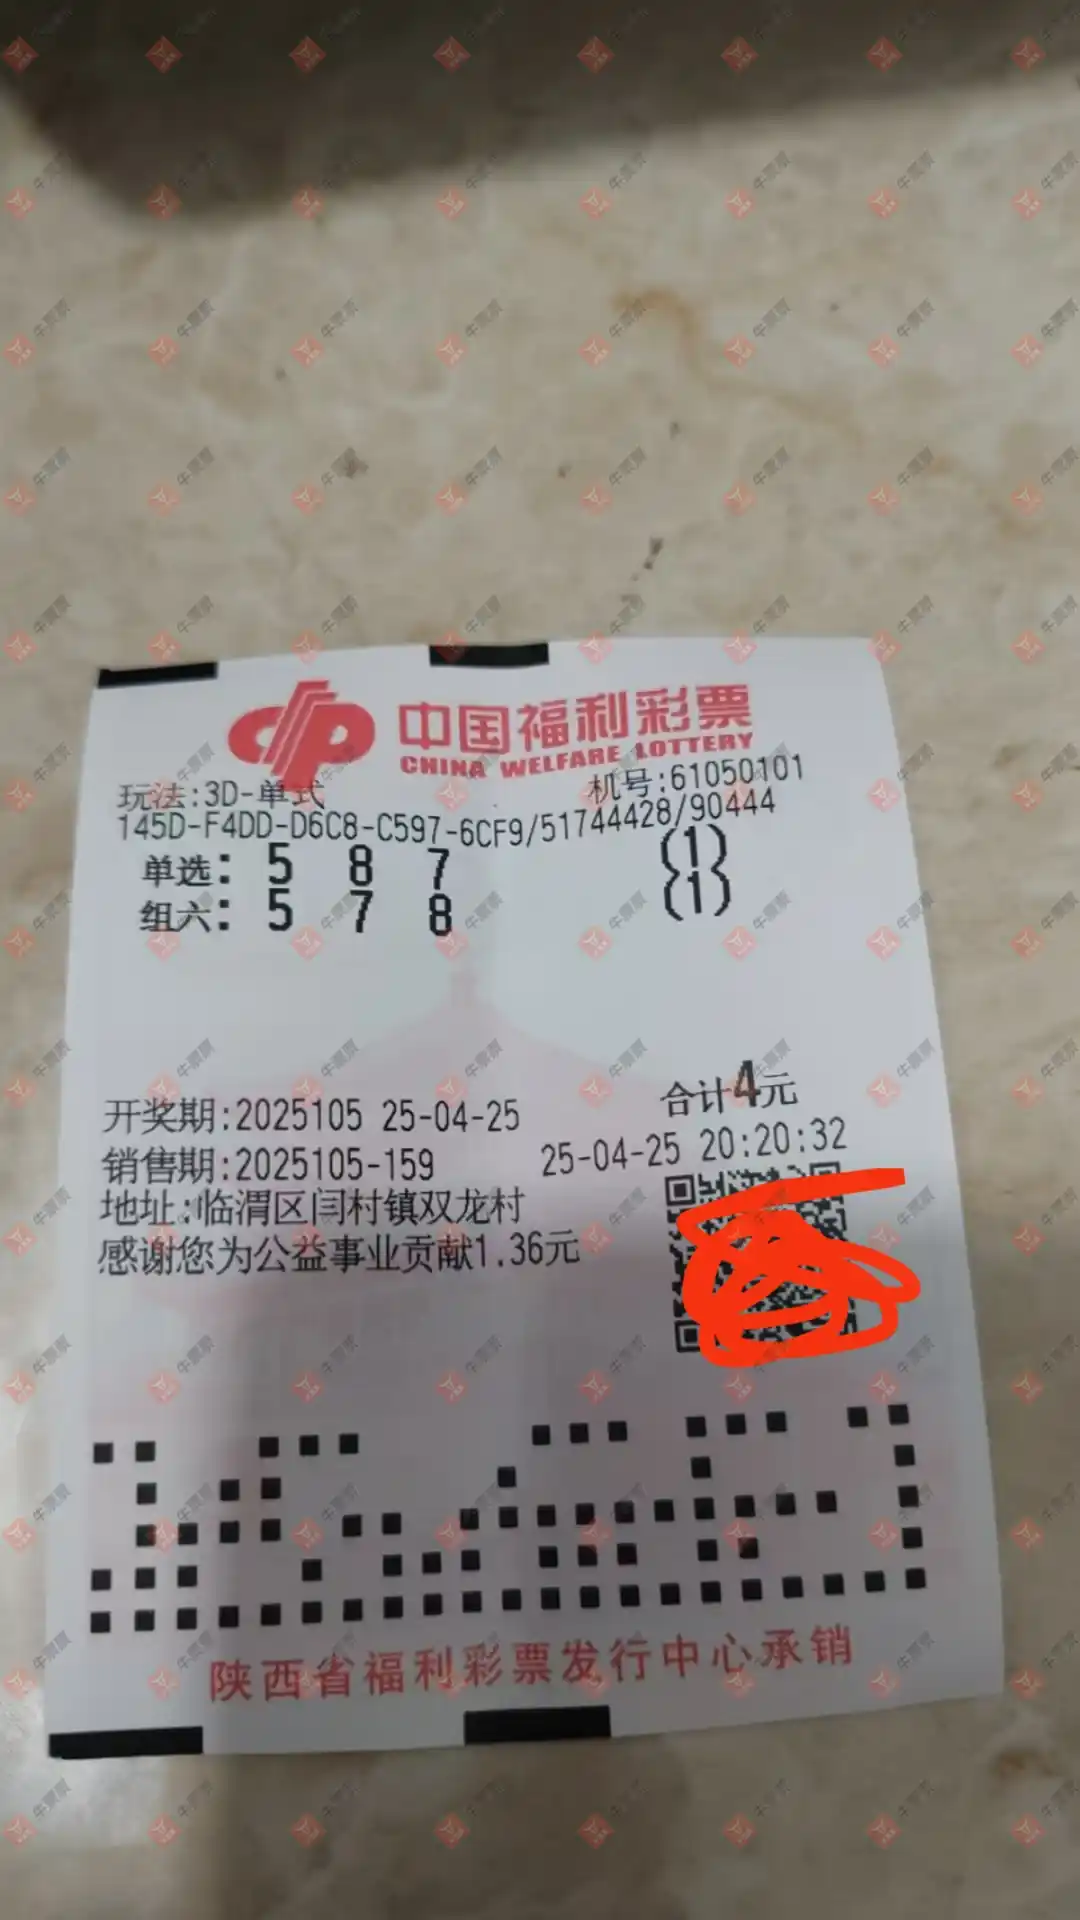 中国福利彩票
CHINA WELFARE LOTTERY
玩法:3D-单式 机号:61050101
145D-F4DD-D6C8-C597-6CF9/51744428/90444
单选: 5 8 7 {1}
组六: 5 7 8 {1}
合计4元
开奖期:2025105 25-04-25
销售期:2025105-159 25-04-25 20:20:32
地址:临渭区闫村镇双龙村
感谢您为公益事业贡献1.36元
陕西省福利彩票发行中心承销
牛票票